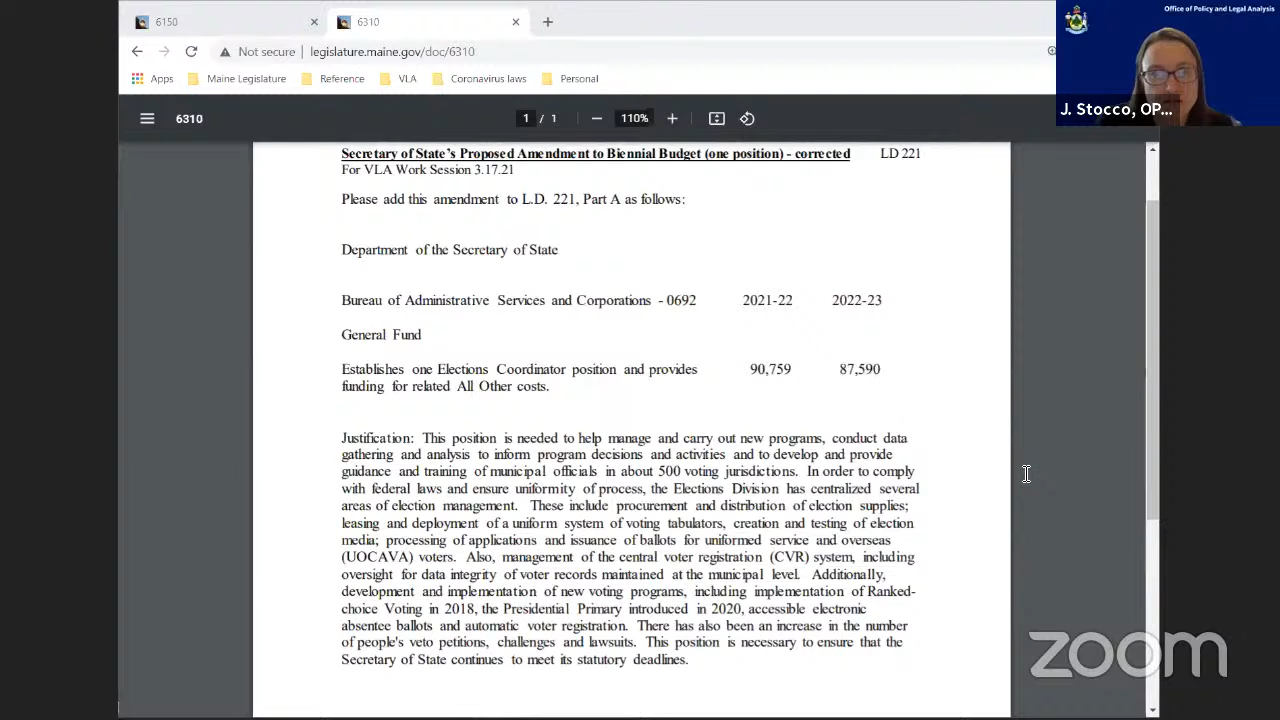 6150
6310
Office of Policy and Legal Analysis
Not secure | legislature.maine.gov/doc/6310
Apps Maine Legislature Reference VLA Coronavirus laws Personal
J. Stocco, OP...
6310
1 / 1
110%
Secretary of State's Proposed Amendment to Biennial Budget (one position) - corrected LD 221
For VLA Work Session 3.17.21
Please add this amendment to L.D. 221, Part A as follows:
Department of the Secretary of State
Bureau of Administrative Services and Corporations - 0692 2021-22 2022-23
General Fund
Establishes one Elections Coordinator position and provides 90,759 87,590
funding for related All Other costs.
Justification: This position is needed to help manage and carry out new programs, conduct data
gathering and analysis to inform program decisions and activities and to develop and provide
guidance and training of municipal officials in about 500 voting jurisdictions. In order to comply
with federal laws and ensure uniformity of process, the Elections Division has centralized several
areas of election management. These include procurement and distribution of election supplies;
leasing and deployment of a uniform system of voting tabulators, creation and testing of election
media; processing of applications and issuance of ballots for uniformed service and overseas
(UOCAVA) voters. Also, management of the central voter registration (CVR) system, including
oversight for data integrity of voter records maintained at the municipal level. Additionally,
development and implementation of new voting programs, including implementation of Ranked-
choice Voting in 2018, the Presidential Primary introduced in 2020, accessible electronic
absentee ballots and automatic voter registration. There has also been an increase in the number
of people's veto petitions, challenges and lawsuits. This position is necessary to ensure that the
Secretary of State continues to meet its statutory deadlines.
zoom